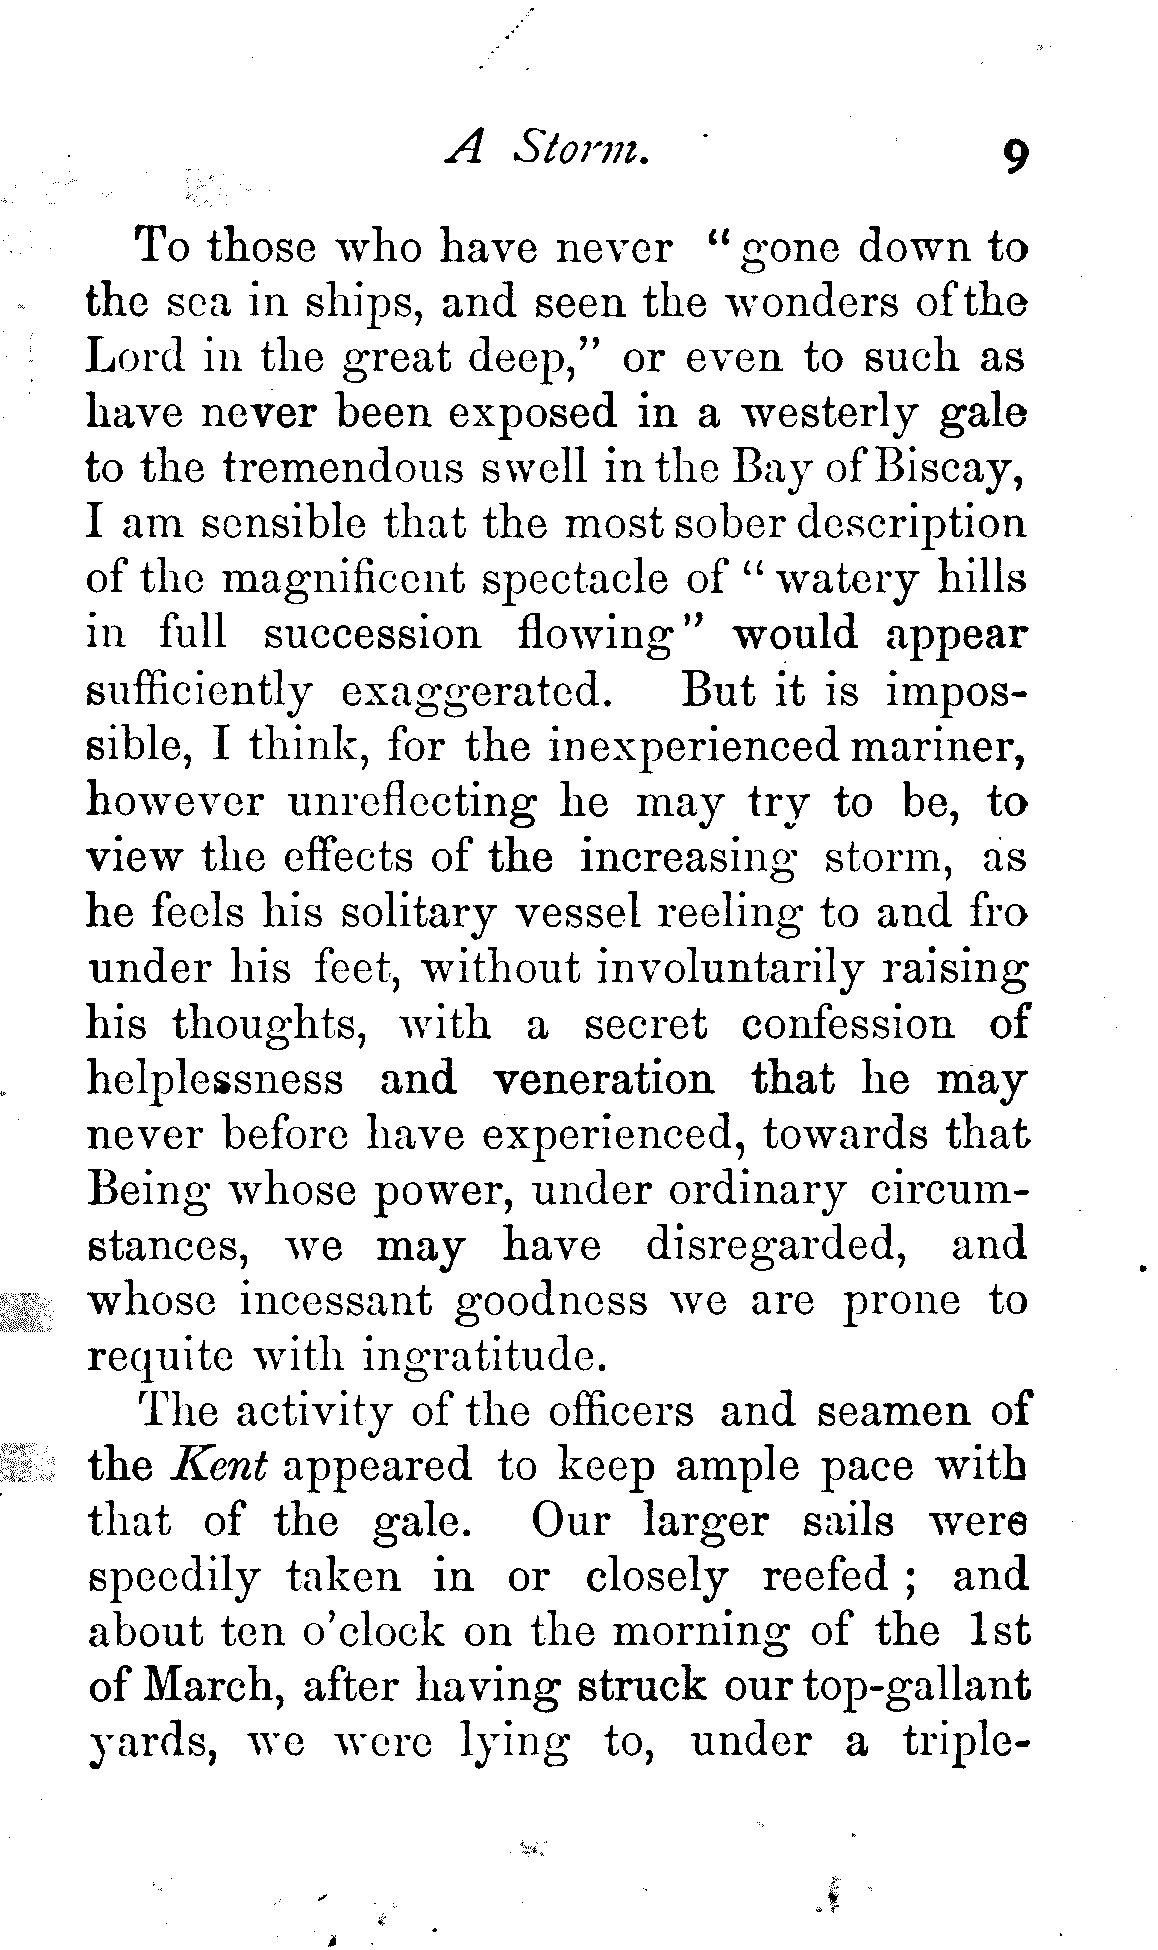 A Storm. 9
To those who have never "gone down to
the sea in ships, and seen the wonders of the
Lord in the great deep," or even to such as
have never been exposed in a westerly gale
to the tremendous swell in the Bay of Biscay,
I am sensible that the most sober description
of the magnificent spectacle of "watery hills
in full succession flowing" would appear
sufficiently exaggerated. But it is impos-
sible, I think, for the inexperienced mariner,
however unreflecting he may try to be, to
view the effects of the increasing storm, as
he feels his solitary vessel reeling to and fro
under his feet, without involuntarily raising
his thoughts, with a secret confession of
helplessness and veneration that he may
never before have experienced, towards that
Being whose power, under ordinary circum-
stances, we may have disregarded, and
whose incessant goodness we are prone to
requite with ingratitude.
The activity of the officers and seamen of
the Kent appeared to keep ample pace with
that of the gale. Our larger sails were
speedily taken in or closely reefed ; and
about ten o'clock on the morning of the 1st
of March, after having struck our top-gallant
yards, we were lying to, under a triple-